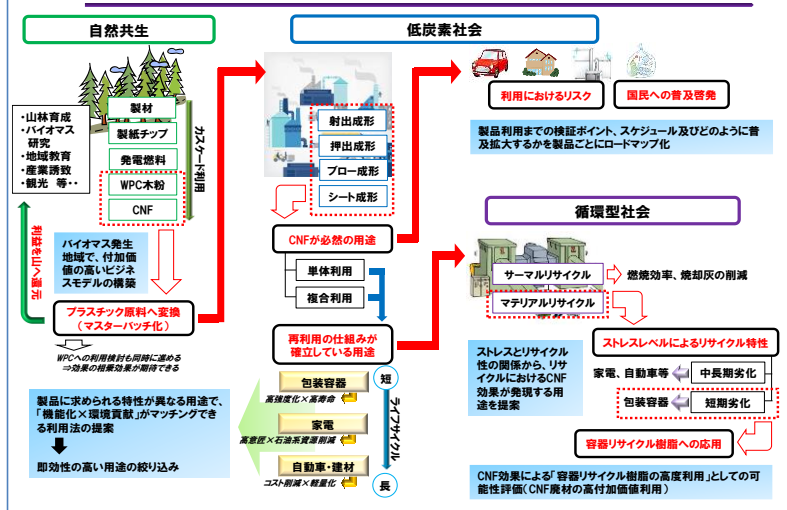 自然共生
・山林育成
・バイオマス
研究
・地域教育
・産業誘致
・観光 等・・
製材
製紙チップ
発電燃料
WPC木粉
CNF
カスケード利用
利益を山へ還元
バイオマス発生
地域で、付加価
値の高いビジネ
スモデルの構築
プラスチック原料へ変換
（マスターバッチ化）
WPCへの利用検討も同時に進める
⇒効果の相乗効果が期待できる
製品に求められる特性が異なる用途で、
「機能化×環境貢献」がマッチングでき
る利用法の提案
即効性の高い用途の絞り込み
低炭素社会
射出成形
押出成形
ブロー成形
シート成形
CNFが必然の用途
単体利用
複合利用
再利用の仕組みが
確立している用途
包装容器
高強度化×高寿命
家電
高意匠×石油系資源削減
自動車・建材
コスト削減×軽量化
短
ライフサイクル
長
利用におけるリスク
国民への普及啓発
製品利用までの検証ポイント、スケジュール及びどのように普
及拡大するかを製品ごとにロードマップ化
循環型社会
サーマルリサイクル
燃焼効率、焼却灰の削減
マテリアルリサイクル
ストレスレベルによるリサイクル特性
ストレスとリサイクル
性の関係から、リサ
イクルにおけるCNF
効果が発現する用
途を提案
家電、自動車等
中長期劣化
包装容器
短期劣化
容器リサイクル樹脂への応用
CNF効果による「容器リサイクル樹脂の高度利用」としての可
能性評価（CNF廃材の高付加価値利用）